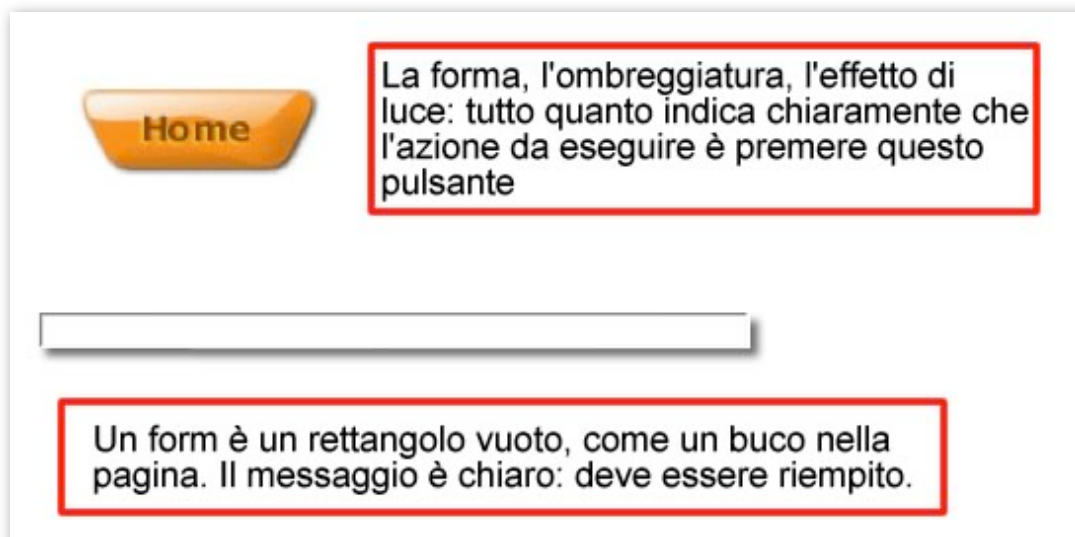 Home
La forma, l'ombreggiatura, l'effetto di
luce: tutto quanto indica chiaramente che
l'azione da eseguire è premere questo
pulsante
Un form è un rettangolo vuoto, come un buco nella
pagina. Il messaggio è chiaro: deve essere riempito.